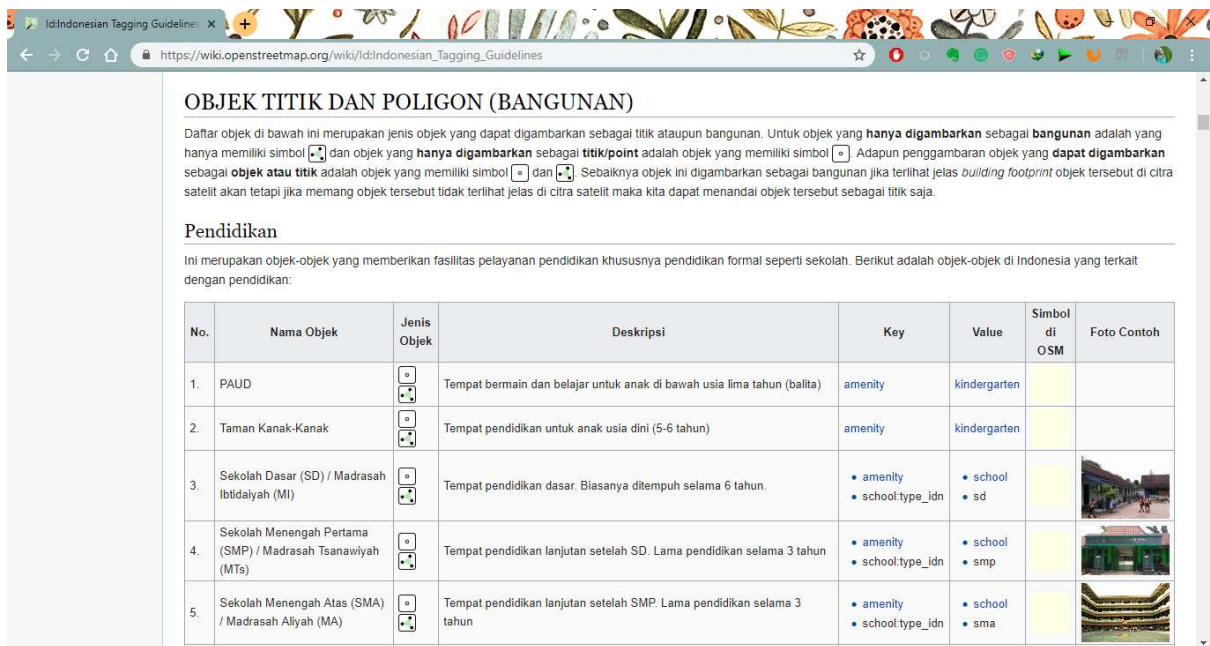 Id:Indonesian Tagging Guideline
https://wiki.openstreetmap.org/wiki/Id:Indonesian_Tagging_Guidelines
OBJEK TITIK DAN POLIGON (BANGUNAN)
Daftar objek di bawah ini merupakan jenis objek yang dapat digambarkan sebagai titik ataupun bangunan. Untuk objek yang hanya digambarkan sebagai bangunan adalah yang
hanya memiliki simbol dan objek yang hanya digambarkan sebagai titik/point adalah objek yang memiliki simbol . Adapun penggambaran objek yang dapat digambarkan
sebagai objek atau titik adalah objek yang memiliki simbol dan . Sebaiknya objek ini digambarkan sebagai bangunan jika terlihat jelas building footprint objek tersebut di citra
satelit akan tetapi jika memang objek tersebut tidak terlihat jelas di citra satelit maka kita dapat menandai objek tersebut sebagai titik saja.
Pendidikan
Ini merupakan objek-objek yang memberikan fasilitas pelayanan pendidikan khususnya pendidikan formal seperti sekolah. Berikut adalah objek-objek di Indonesia yang terkait
dengan pendidikan:
No. Nama Objek Jenis Objek Deskripsi Key Value Simbol di OSM Foto Contoh
1. PAUD Tempat bermain dan belajar untuk anak di bawah usia lima tahun (balita) amenity kindergarten
2. Taman Kanak-Kanak Tempat pendidikan untuk anak usia dini (5-6 tahun) amenity kindergarten
3. Sekolah Dasar (SD) / Madrasah
Ibtidaiyah (MI)
Tempat pendidikan dasar. Biasanya ditempuh selama 6 tahun.
• amenity • school
• school:type_idn • sd
4. Sekolah Menengah Pertama
(SMP) / Madrasah Tsanawiyah
(MTs)
Tempat pendidikan lanjutan setelah SD. Lama pendidikan selama 3 tahun
• amenity • school
• school:type_idn • smp
5. Sekolah Menengah Atas (SMA)
/ Madrasah Aliyah (MA)
Tempat pendidikan lanjutan setelah SMP. Lama pendidikan selama 3
tahun
• amenity • school
• school:type_idn • sma